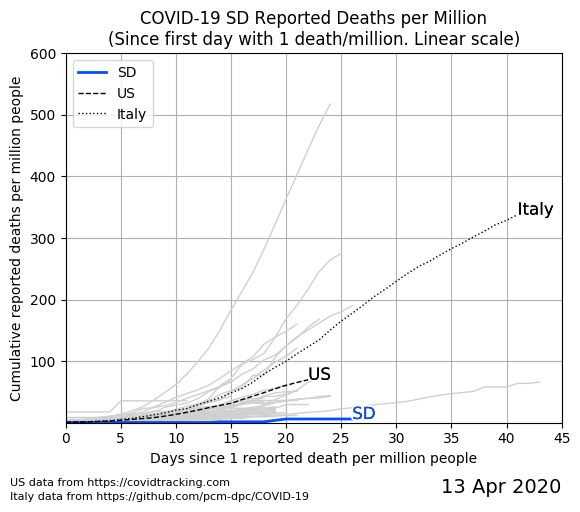 COVID-19 SD Reported Deaths per Million
(Since first day with 1 death/million. Linear scale)
Cumulative reported deaths per million people
600
500
400
300
200
100
SD
US
Italy
Italy
US
SD
0 5 10 15 20 25 30 35 40 45
Days since 1 reported death per million people
US data from https://covidtracking.com
Italy data from https://github.com/pcm-dpc/COVID-19
13 Apr 2020